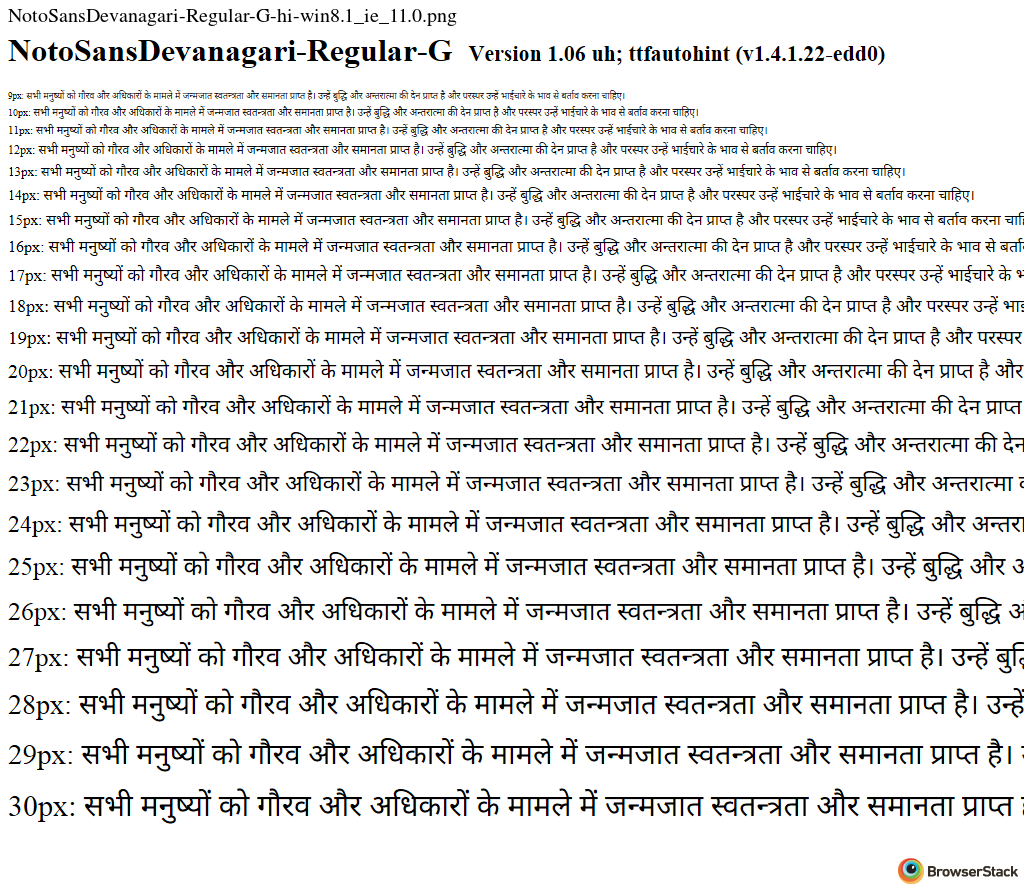 NotoSansDevanagari-Regular-G-hi-win8.1_ie_11.0.png
NotoSansDevanagari-Regular-G Version 1.06 uh; ttfautohint (v1.4.1.22-edd0)
9px: सभी मनुष्यों को गौरव और अधिकारों के मामले में जन्मजात स्वतन्त्रता और समानता प्राप्त है। उन्हें बुद्धि और अन्तरात्मा की देन प्राप्त है और परस्पर उन्हें भाईचारे के भाव से बर्ताव करना चाहिए।
10px: सभी मनुष्यों को गौरव और अधिकारों के मामले में जन्मजात स्वतन्त्रता और समानता प्राप्त है। उन्हें बुद्धि और अन्तरात्मा की देन प्राप्त है और परस्पर उन्हें भाईचारे के भाव से बर्ताव करना चाहिए।
11px: सभी मनुष्यों को गौरव और अधिकारों के मामले में जन्मजात स्वतन्त्रता और समानता प्राप्त है। उन्हें बुद्धि और अन्तरात्मा की देन प्राप्त है और परस्पर उन्हें भाईचारे के भाव से बर्ताव करना चाहिए।
12px: सभी मनुष्यों को गौरव और अधिकारों के मामले में जन्मजात स्वतन्त्रता और समानता प्राप्त है। उन्हें बुद्धि और अन्तरात्मा की देन प्राप्त है और परस्पर उन्हें भाईचारे के भाव से बर्ताव करना चाहिए।
13px: सभी मनुष्यों को गौरव और अधिकारों के मामले में जन्मजात स्वतन्त्रता और समानता प्राप्त है। उन्हें बुद्धि और अन्तरात्मा की देन प्राप्त है और परस्पर उन्हें भाईचारे के भाव से बर्ताव करना चाहिए।
14px: सभी मनुष्यों को गौरव और अधिकारों के मामले में जन्मजात स्वतन्त्रता और समानता प्राप्त है। उन्हें बुद्धि और अन्तरात्मा की देन प्राप्त है और परस्पर उन्हें भाईचारे के भाव से बर्ताव करना चाहिए।
15px: सभी मनुष्यों को गौरव और अधिकारों के मामले में जन्मजात स्वतन्त्रता और समानता प्राप्त है। उन्हें बुद्धि और अन्तरात्मा की देन प्राप्त है और परस्पर उन्हें भाईचारे के भाव से बर्ताव करना
16px: सभी मनुष्यों को गौरव और अधिकारों के मामले में जन्मजात स्वतन्त्रता और समानता प्राप्त है। उन्हें बुद्धि और अन्तरात्मा की देन प्राप्त है और परस्पर उन्हें भाईचारे के भाव से
17px: सभी मनुष्यों को गौरव और अधिकारों के मामले में जन्मजात स्वतन्त्रता और समानता प्राप्त है। उन्हें बुद्धि और अन्तरात्मा की देन प्राप्त है और परस्पर उन्हें भाईचारे के
18px: सभी मनुष्यों को गौरव और अधिकारों के मामले में जन्मजात स्वतन्त्रता और समानता प्राप्त है। उन्हें बुद्धि और अन्तरात्मा की देन प्राप्त है और परस्पर उन्हें
19px: सभी मनुष्यों को गौरव और अधिकारों के मामले में जन्मजात स्वतन्त्रता और समानता प्राप्त है। उन्हें बुद्धि और अन्तरात्मा की देन प्राप्त है और परस्पर
20px: सभी मनुष्यों को गौरव और अधिकारों के मामले में जन्मजात स्वतन्त्रता और समानता प्राप्त है। उन्हें बुद्धि और अन्तरात्मा की देन प्राप्त है और
21px: सभी मनुष्यों को गौरव और अधिकारों के मामले में जन्मजात स्वतन्त्रता और समानता प्राप्त है। उन्हें बुद्धि और अन्तरात्मा की देन प्राप्त
22px: सभी मनुष्यों को गौरव और अधिकारों के मामले में जन्मजात स्वतन्त्रता और समानता प्राप्त है। उन्हें बुद्धि और अन्तरात्मा की देन
23px: सभी मनुष्यों को गौरव और अधिकारों के मामले में जन्मजात स्वतन्त्रता और समानता प्राप्त है। उन्हें बुद्धि और अन्तरात्मा
24px: सभी मनुष्यों को गौरव और अधिकारों के मामले में जन्मजात स्वतन्त्रता और समानता प्राप्त है। उन्हें बुद्धि और
25px: सभी मनुष्यों को गौरव और अधिकारों के मामले में जन्मजात स्वतन्त्रता और समानता प्राप्त है। उन्हें बुद्धि और
26px: सभी मनुष्यों को गौरव और अधिकारों के मामले में जन्मजात स्वतन्त्रता और समानता प्राप्त है। उन्हें बुद्धि
27px: सभी मनुष्यों को गौरव और अधिकारों के मामले में जन्मजात स्वतन्त्रता और समानता प्राप्त है। उन्हें
28px: सभी मनुष्यों को गौरव और अधिकारों के मामले में जन्मजात स्वतन्त्रता और समानता प्राप्त है। उन्हें
29px: सभी मनुष्यों को गौरव और अधिकारों के मामले में जन्मजात स्वतन्त्रता और समानता प्राप्त है।
30px: सभी मनुष्यों को गौरव और अधिकारों के मामले में जन्मजात स्वतन्त्रता और समानता प्राप्त
BrowserStack